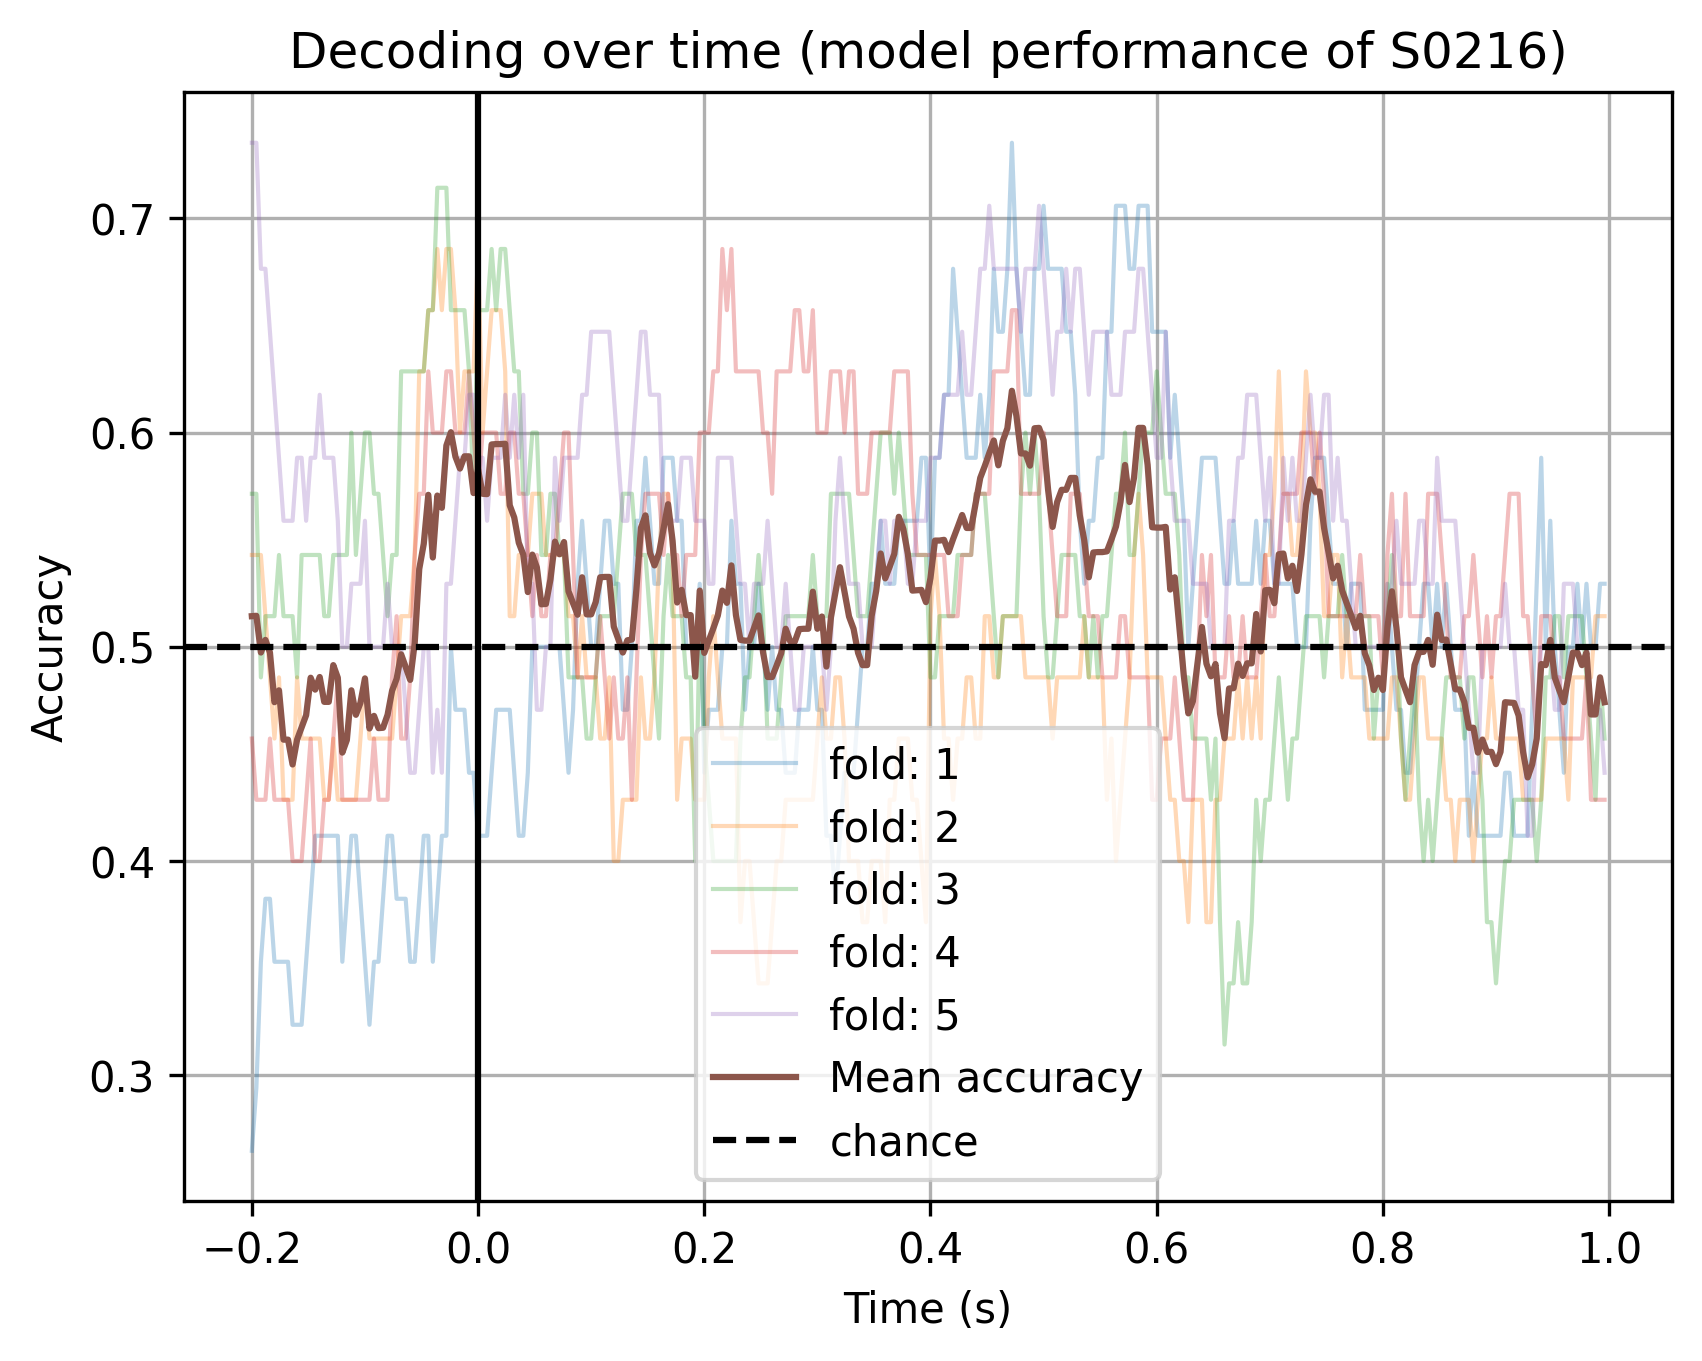 Decoding over time (model performance of S0216)
Accuracy
0.7
0.6
0.5
0.4
0.3
fold: 1
fold: 2
fold: 3
fold: 4
fold: 5
Mean accuracy
chance
−0.2 0.0 0.2 0.4 0.6 0.8 1.0
Time (s)